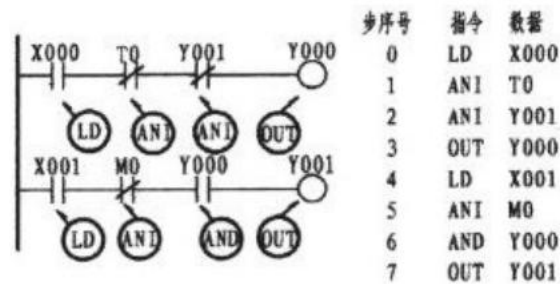 X000 T0 Y001 Y000
LD ANI ANI OUT
X001 M0 Y000 Y001
LD ANI AND OUT
步序号 指令 数据
0 LD X000
1 ANI T0
2 ANI Y001
3 OUT Y000
4 LD X001
5 ANI M0
6 AND Y000
7 OUT Y001